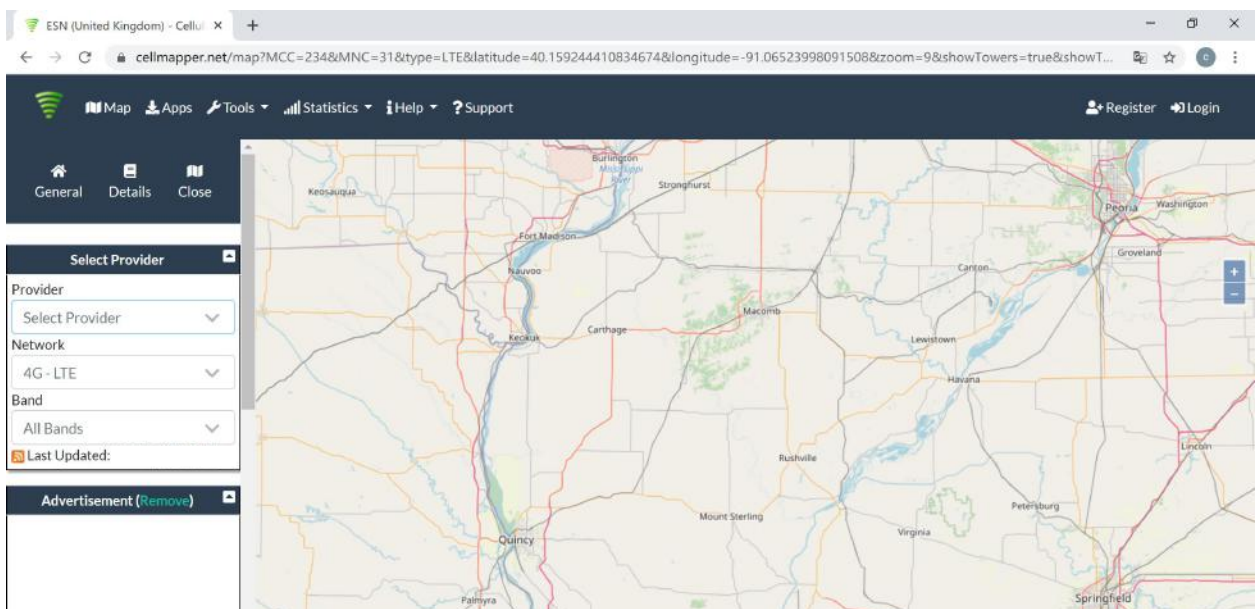 ESN (United Kingdom) - Cellul
cellmapper.net/map?MCC=234&MNC=31&type=LTE&latitude=40.159244410834674&longitude=-91.06523998091508&zoom=9&showTowers=true&showT...
Map Apps Tools Statistics Help Support Register Login
General Details Close
Select Provider
Provider
Select Provider
Network
4G - LTE
Band
All Bands
Last Updated:
Advertisement (Remove)
Burlington
Mississippi
River
Keosauqua
Stronghurst
Peoria
Washington
Fort Madison
Groveland
Nauvoo
Canton
Macomb
Carthage
Keokuk
Lewistown
Havana
Lincoln
Rushville
Petersburg
Mount Sterling
Virginia
Quincy
Palmyra
Springfield